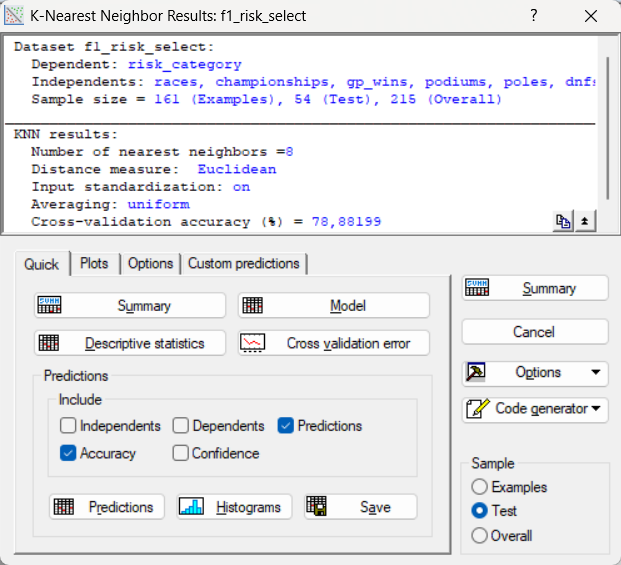 K-Nearest Neighbor Results: f1_risk_select
Dataset f1_risk_select:
Dependent: risk_category
Independents: races, championships, gp_wins, podiums, poles, dnfs
Sample size = 161 (Examples), 54 (Test), 215 (Overall)
KNN results:
Number of nearest neighbors =8
Distance measure: Euclidean
Input standardization: on
Averaging: uniform
Cross-validation accuracy (%) = 78,88199
Quick Plots Options Custom predictions
Summary Model
Descriptive statistics Cross validation error
Predictions
Include
Independents Dependents Predictions
Accuracy Confidence
Predictions Histograms Save
Summary
Cancel
Options
Code generator
Sample
Examples
Test
Overall